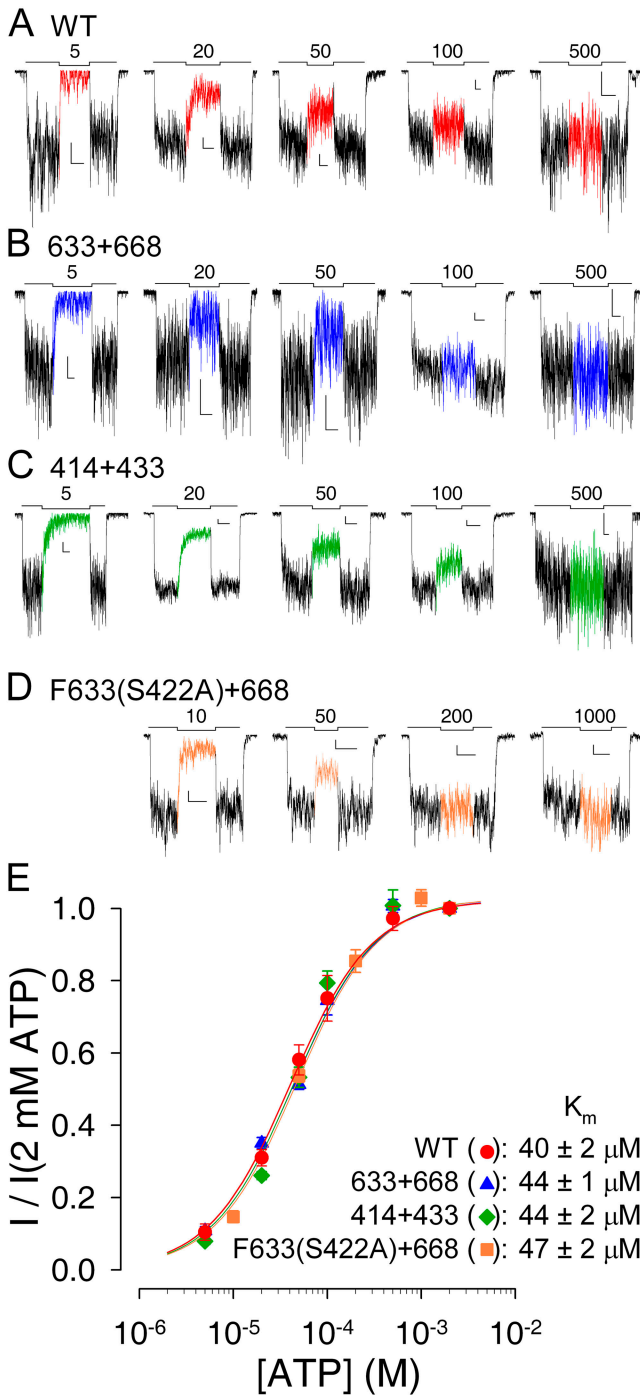 A WT
5 20 50 100 500
B 633+668
5 20 50 100 500
C 414+433
5 20 50 100 500
D F633(S422A)+668
10 50 200 1000
E
I / I(2 mM ATP)
1.0
0.8
0.6
0.4
0.2
0.0
Km
WT (●): 40 ± 2 μM
633+668 (▲): 44 ± 1 μM
414+433 (◆): 44 ± 2 μM
F633(S422A)+668 (■): 47 ± 2 μM
10⁻⁶ 10⁻⁵ 10⁻⁴ 10⁻³ 10⁻²
[ATP] (M)